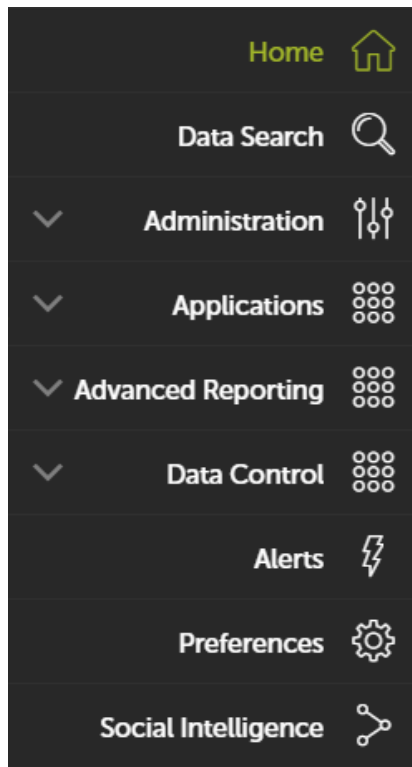 Home
Data Search
Administration
Applications
Advanced Reporting
Data Control
Alerts
Preferences
Social Intelligence